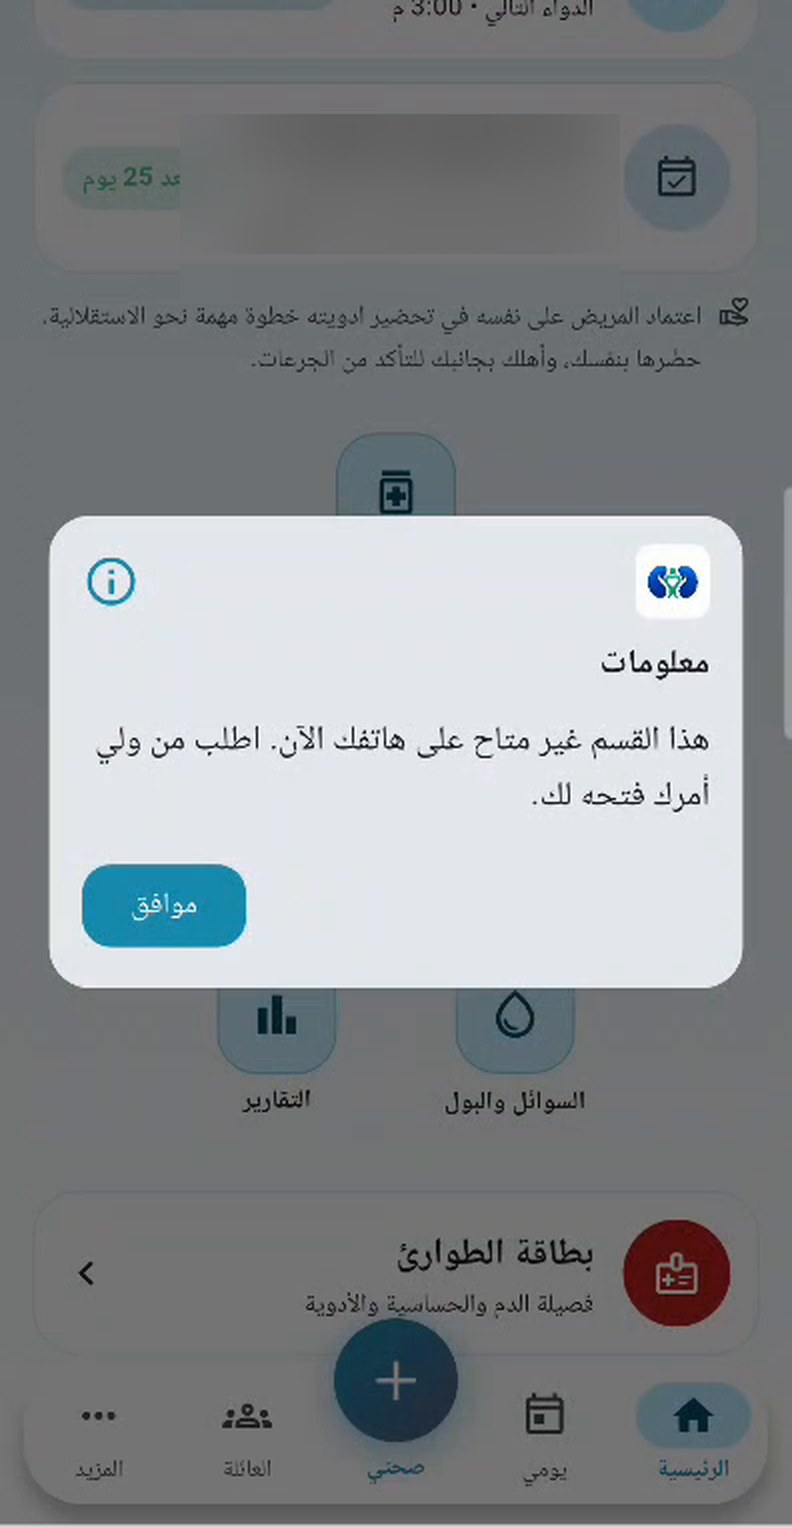 الدواء التالي • 3:00 م
25 يوم
اعتماد المريض على نفسه في تحضير ادويته خطوة مهمة نحو الاستقلالية.
حضّرها بنفسك، وأهلك بجانبك للتأكد من الجرعات.
معلومات
هذا القسم غير متاح على هاتفك الآن. اطلب من ولي
أمرك فتحه لك.
موافق
السوائل والبول
التقارير
بطاقة الطوارئ
فصيلة الدم والحساسية والأدوية
الرئيسية
يومي
صحتي
العائلة
المزيد